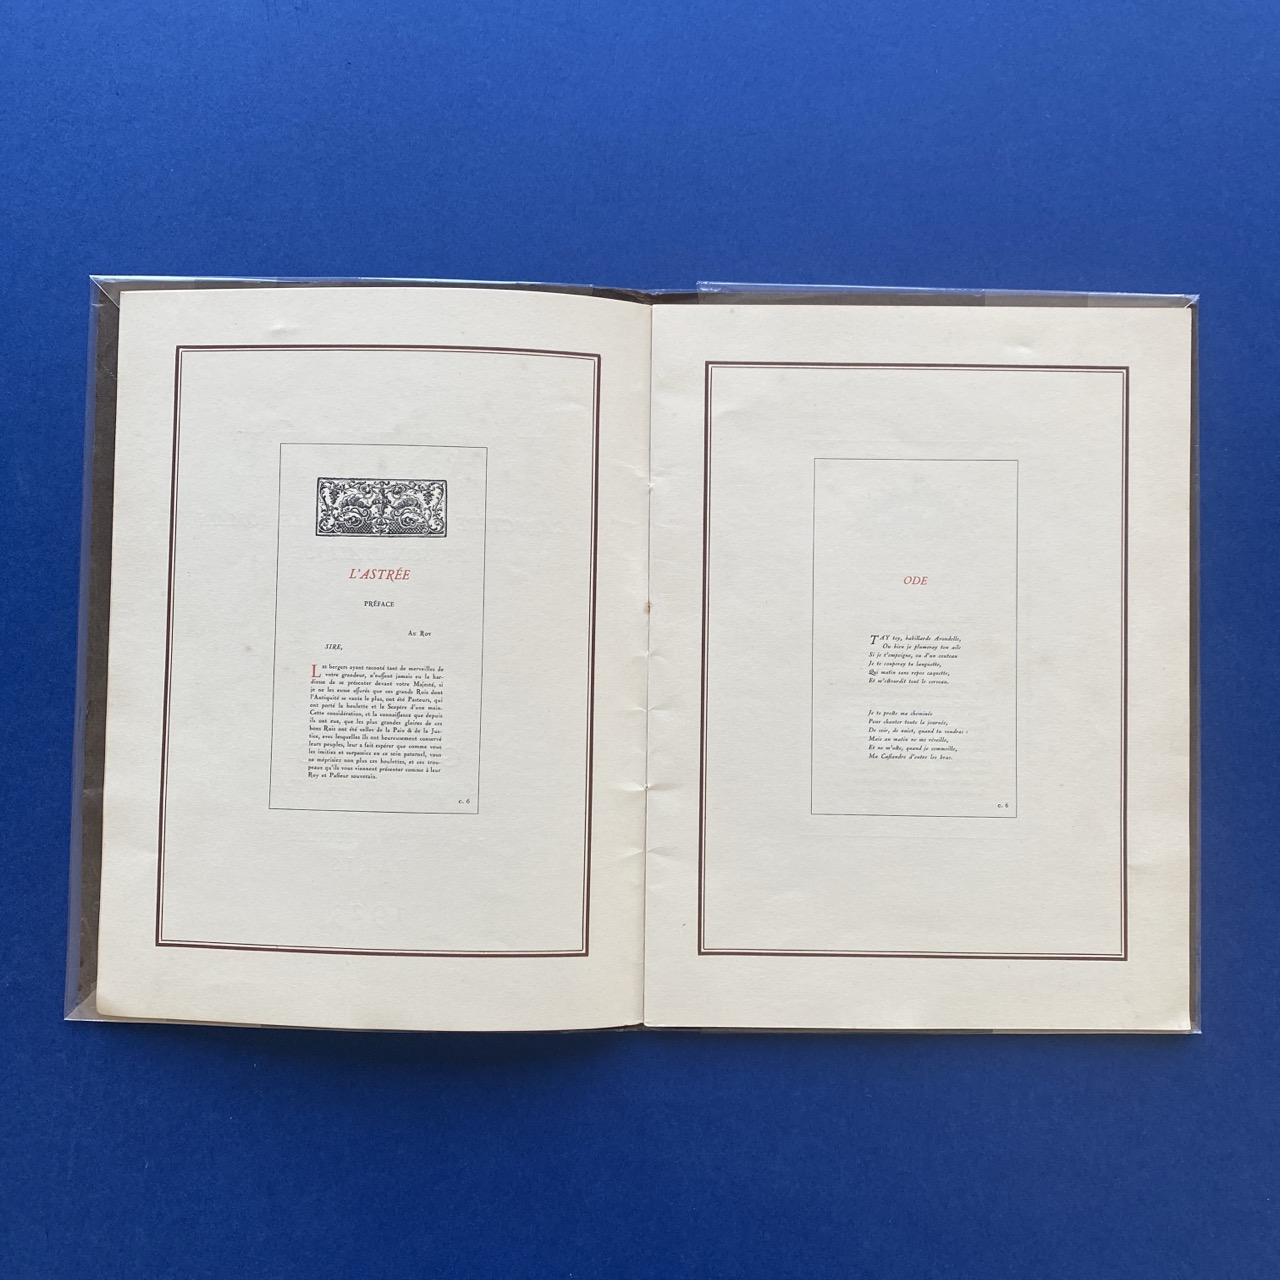 L'ASTRÉE
PRÉFACE
Au Roy
SIRE,
Les bergers ayant raconté tant de merveilles de
votre grandeur, n'eussent jamais eu la har-
diesse de se présenter devant votre Majesté, si
je ne les eusse assurés que ces grands Rois dont
l'Antiquité se vante le plus, ont été Pasteurs, qui
ont porté la houlette et le Sceptre d'une main.
Cette considération, et la connaissance que depuis
ils ont eue, que les plus grandes gloires de ces
bons Rois ont été celles de la Paix & de la Jus-
tice, avec lesquelles ils ont heureusement conservé
leurs peuples, leur a fait espérer que comme vous
les imitiez et surpassiez en ce soin paternel, vous
ne méprisiez non plus ces houlettes, et ces trou-
peaux qu'ils vous viennent présenter comme à leur
Roy et Pasteur souverain.
c. 6
ODE
TAY toy, babillarde Arondelle,
Ou bien je plumeray ton aile
Si je t'empoigne, ou d'un couteau
Je te couperay ta languette,
Qui matin sans repos caquette,
Et m'estourdit tout le cerveau.
Je te preste ma cheminée
Pour chanter toute la journée,
De soir, de nuict, quand tu voudras :
Mais au matin ne me réveille,
Et ne m'oste, quand je sommeille,
Ma Cassandre d'entre les bras.
c. 6